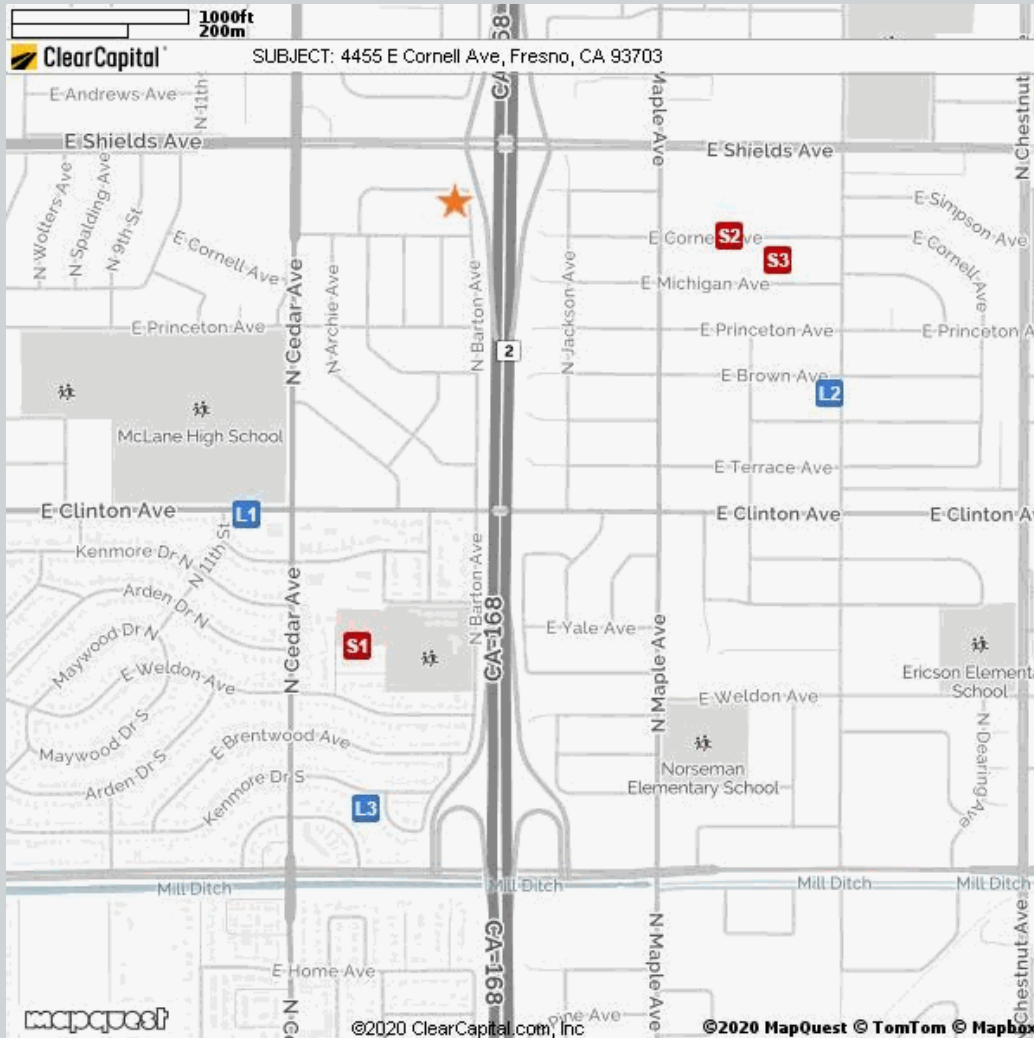 1000ft
200m
ClearCapital
SUBJECT: 4455 E Cornell Ave, Fresno, CA 93703
E Andrews Ave
N 11th
E Shields Ave
E Shields Ave
Maple Ave
N Chestnut
N Wolters Ave
N Spalding Ave
N 9th St
E Cornell Ave
N Cedar Ave
N Archie Ave
N Barton Ave
N Jackson Ave
E Simpson Ave
S2
S3
E Michigan Ave
E Cornell Ave
E Princeton Ave
E Princeton Ave
E Princeton A
2
E Brown Ave
L2
McLane High School
E Terrace Ave
E Clinton Ave
L1
E Clinton Ave
E Clinton Av
Kenmore Dr N
N 11th St
Arden Dr N
Maywood Dr N
E Weldon Ave
N Cedar Ave
S1
N Barton Ave
CA-168
E Yale Ave
N Maple Ave
Ericson Elementa
School
E Weldon Ave
Maywood Dr S
Arden Dr S
E Brentwood Ave
Kenmore Dr S
L3
Norseman
Elementary School
N Dearing Ave
Mill Ditch
Mill Ditch
Mill Ditch
Mill Ditch
E Home Ave
CA-168
N Maple Ave
Chestnut Ave
Pine Ave
mapquest
©2020 ClearCapital.com, Inc
©2020 MapQuest © TomTom © Mapbox